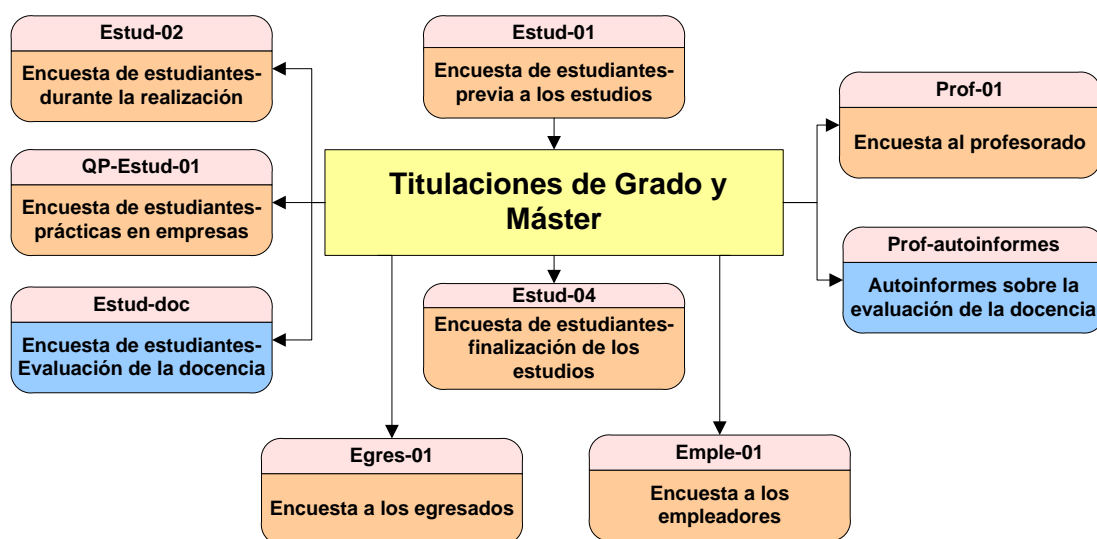 Estud-02
Encuesta de estudiantes-
durante la realización
Estud-01
Encuesta de estudiantes-
previa a los estudios
Prof-01
Encuesta al profesorado
QP-Estud-01
Encuesta de estudiantes-
prácticas en empresas
Titulaciones de Grado y
Máster
Prof-autoinformes
Autoinformes sobre la
evaluación de la docencia
Estud-doc
Encuesta de estudiantes-
Evaluación de la docencia
Estud-04
Encuesta de estudiantes-
finalización de los
estudios
Egres-01
Encuesta a los egresados
Emple-01
Encuesta a los
empleadores